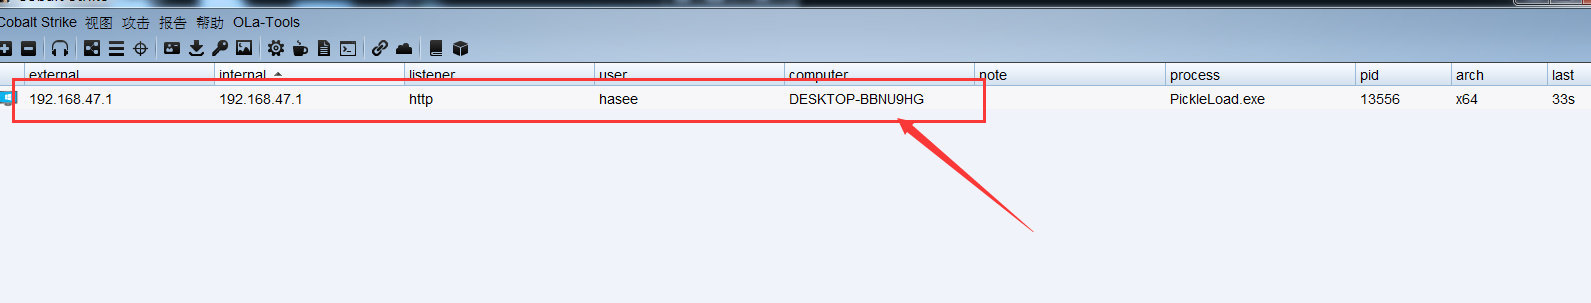 Cobalt Strike
Cobalt Strike 视图 攻击 报告 帮助 OLa-Tools
external internal listener user computer note process pid arch last
192.168.47.1 192.168.47.1 http hasee DESKTOP-BBNU9HG PickleLoad.exe 13556 x64 33s